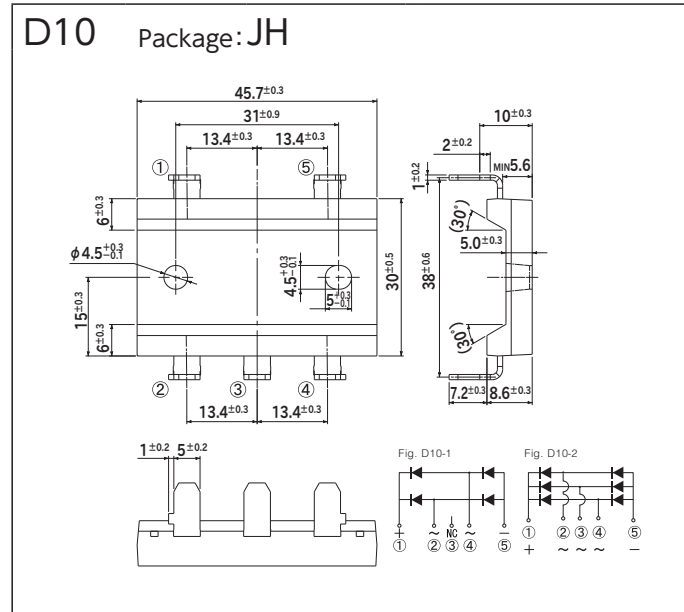 D10 Package: JH
45.7±0.3
31±0.9
13.4±0.3 13.4±0.3
① ⑤
6±0.3
φ4.5+0.3-0.1
15±0.3
6±0.3
4.5+0.3-0.1
5+0.3-0.1
30±0.5
② ③ ④
13.4±0.3 13.4±0.3
10±0.3
2±0.2
MIN5.6
1±0.2
(30°)
5.0±0.3
38±0.6
(30°)
7.2±0.3 8.6±0.3
1±0.2 5±0.2
Fig. D10-1
+ ~ NC ~ −
① ② ③ ④ ⑤
Fig. D10-2
① ② ③ ④ ⑤
+ ~ ~ ~ −